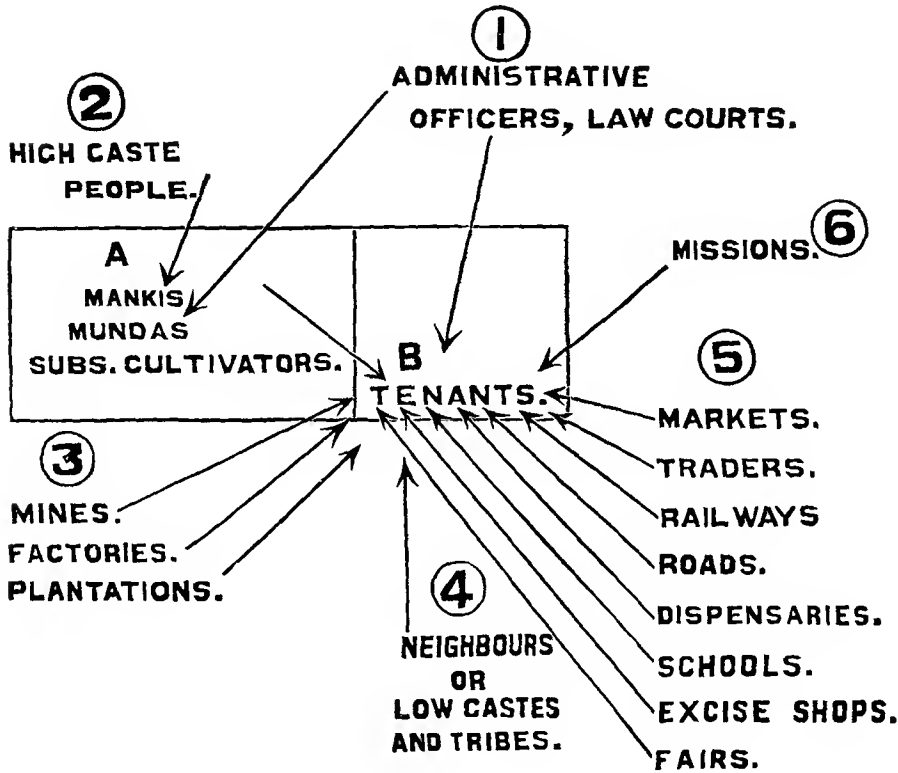 1
ADMINISTRATIVE
OFFICERS, LAW COURTS.
2
HIGH CASTE
PEOPLE.
6
MISSIONS.
A
MANKIS
MUNDAS
SUBS. CULTIVATORS.
B
TENANTS.
5
MARKETS.
TRADERS.
RAILWAYS
ROADS.
DISPENSARIES.
SCHOOLS.
EXCISE SHOPS.
FAIRS.
3
MINES.
FACTORIES.
PLANTATIONS.
4
NEIGHBOURS
OR
LOW CASTES
AND TRIBES.